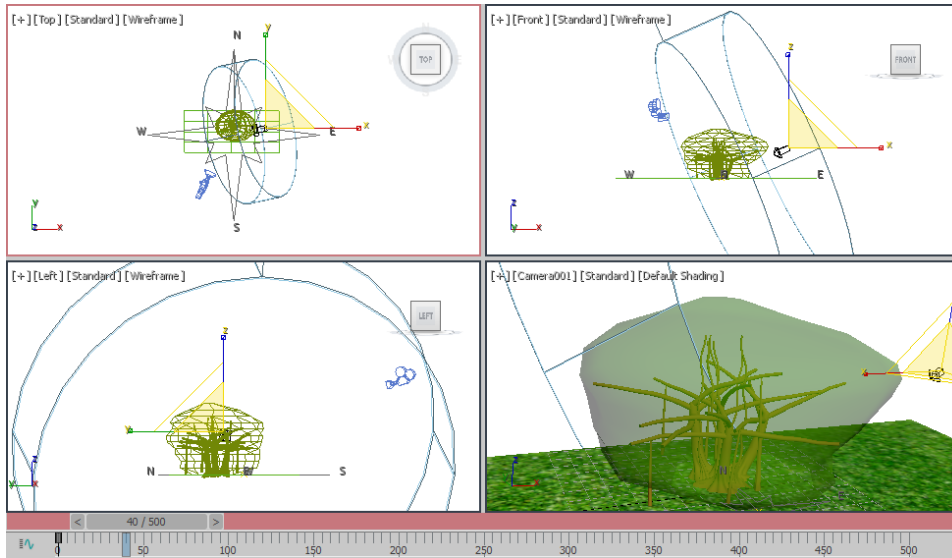 [+] [Top] [Standard] [Wireframe]
N
y
TOP
W
E
x
S
y
z
x
[+] [Front] [Standard] [Wireframe]
z
FRONT
x
W
E
z
y
x
[+] [Left] [Standard] [Wireframe]
LEFT
z
y
N
S
z
y
x
[+] [Camera001] [Standard] [Default Shading]
x
N
z
x
< 40 / 500 >
0 50 100 150 200 250 300 350 400 450 500